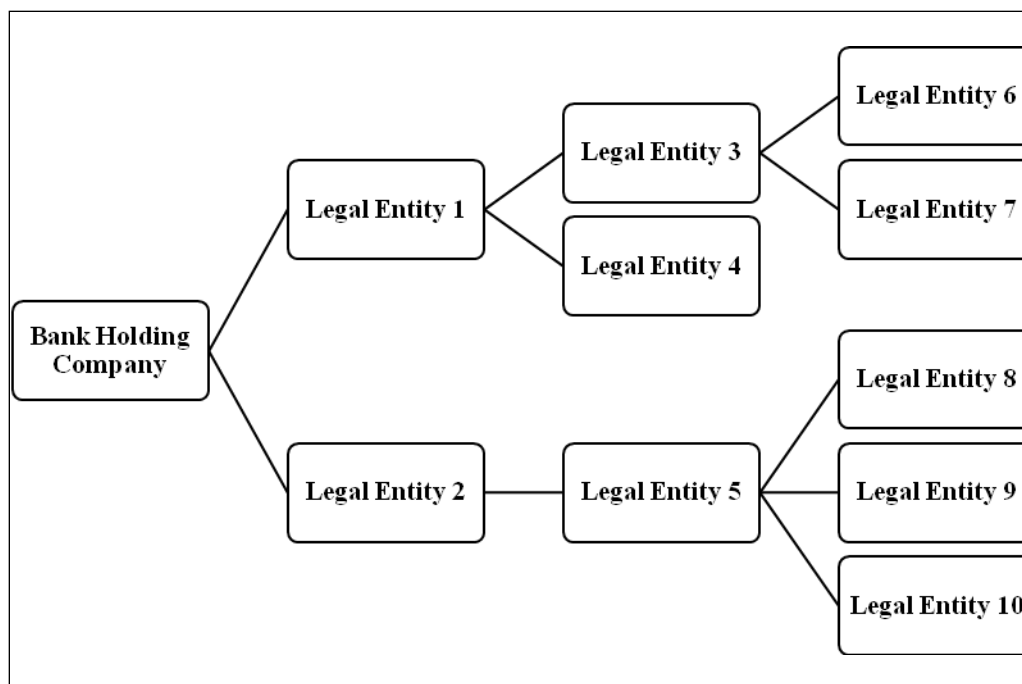 Legal Entity 6
Legal Entity 3
Legal Entity 1
Legal Entity 7
Legal Entity 4
Bank Holding
Company
Legal Entity 8
Legal Entity 2
Legal Entity 5
Legal Entity 9
Legal Entity 10